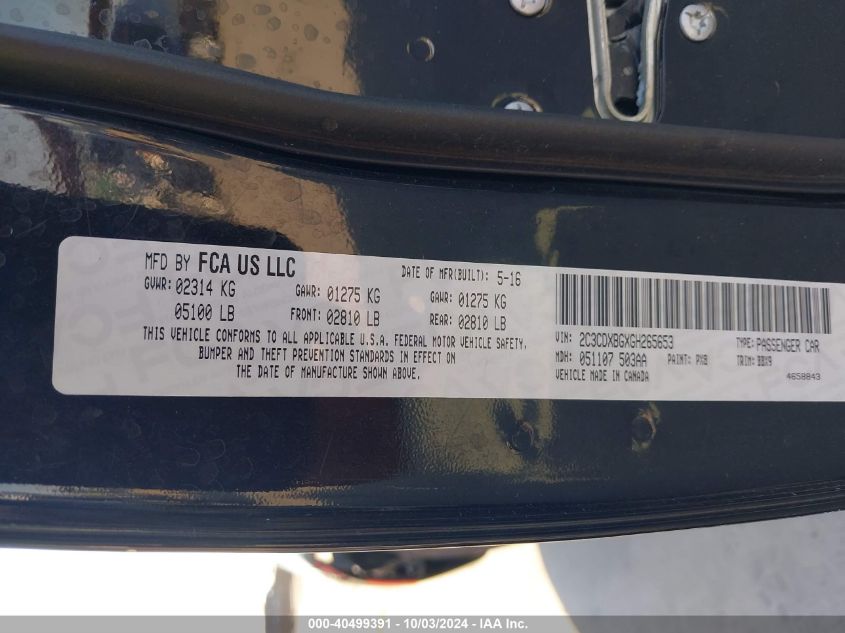 MFD BY FCA US LLC
DATE OF MFR(BUILT): 5-16
GVWR: 02314 KG GAWR: 01275 KG GAWR: 01275 KG
05100 LB FRONT: 02810 LB REAR: 02810 LB
THIS VEHICLE CONFORMS TO ALL APPLICABLE U.S.A. FEDERAL MOTOR VEHICLE SAFETY,
BUMPER AND THEFT PREVENTION STANDARDS IN EFFECT ON
THE DATE OF MANUFACTURE SHOWN ABOVE.
VIN: 2C3CDXBGXGH265653 TYPE: PASSENGER CAR
MDH: 051107 503AA PAINT: PX8 TRIM: BBX9
VEHICLE MADE IN CANADA 4658843
000-40499391 - 10/03/2024 - IAA Inc.